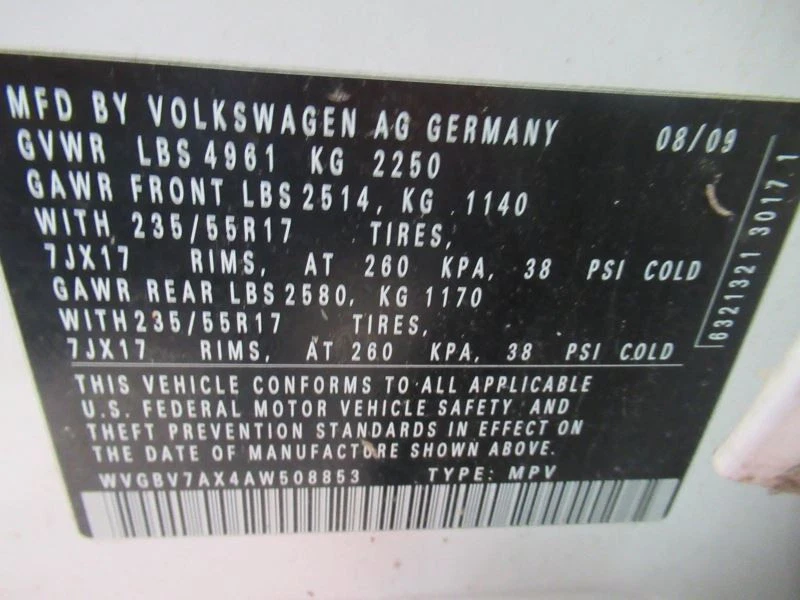 MFD BY VOLKSWAGEN AG GERMANY 08/09
GVWR LBS 4961 KG 2250
GAWR FRONT LBS 2514, KG 1140
WITH 235/55R17 TIRES,
7JX17 RIMS, AT 260 KPA, 38 PSI COLD
GAWR REAR LBS 2580, KG 1170
WITH 235/55R17 TIRES,
7JX17 RIMS, AT 260 KPA, 38 PSI COLD
THIS VEHICLE CONFORMS TO ALL APPLICABLE
U.S. FEDERAL MOTOR VEHICLE SAFETY AND
THEFT PREVENTION STANDARDS IN EFFECT ON
THE DATE OF MANUFACTURE SHOWN ABOVE.
WVGBV7AX4AW508853 TYPE: MPV
6321321 3017.1